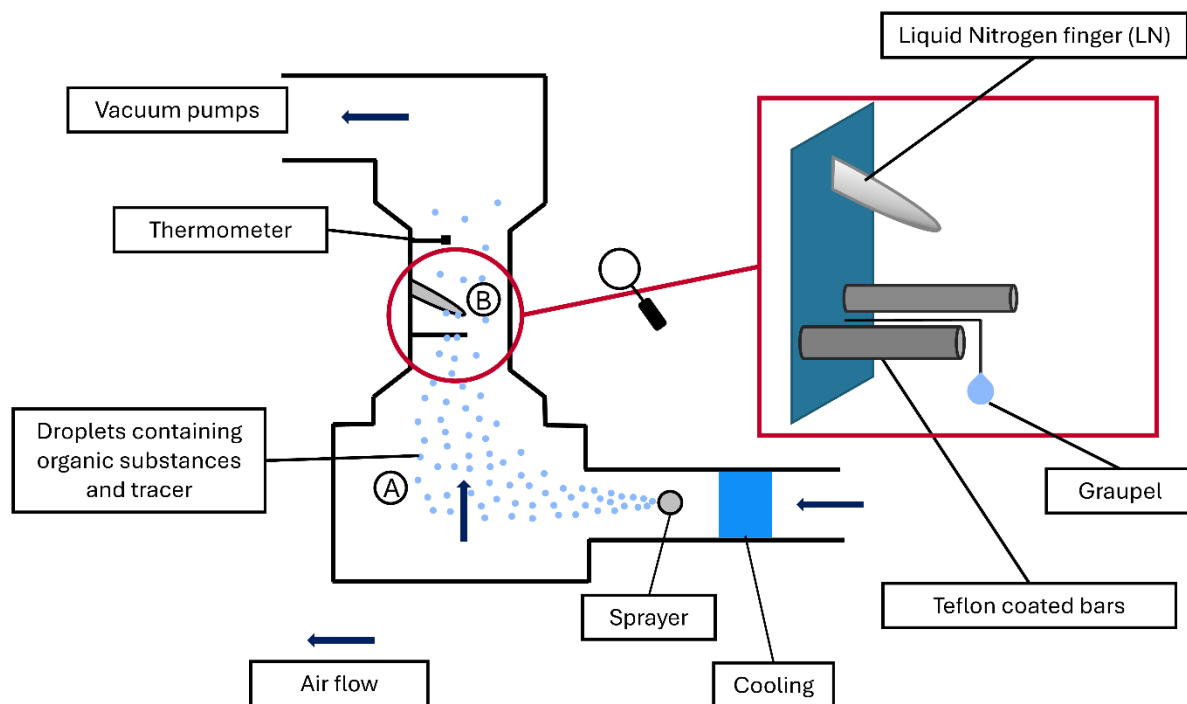 Liquid Nitrogen finger (LN)
Vacuum pumps
Thermometer
B
Droplets containing
organic substances
and tracer
A
Graupel
Teflon coated bars
Sprayer
Cooling
Air flow